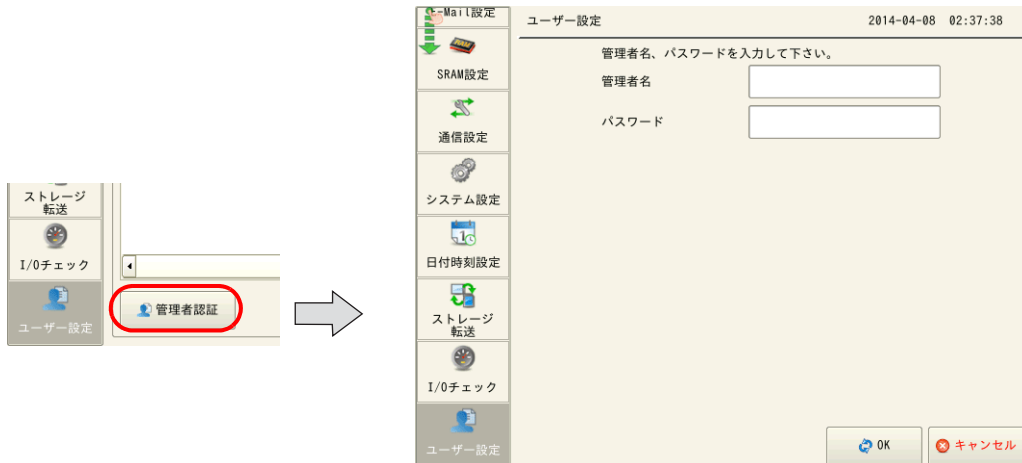 ストレージ
転送
I/Oチェック
ユーザー設定
管理者認証
E-Mail設定
SRAM設定
通信設定
システム設定
日付時刻設定
ストレージ
転送
I/Oチェック
ユーザー設定
ユーザー設定 2014-04-08 02:37:38
管理者名、パスワードを入力して下さい。
管理者名
パスワード
OK キャンセル